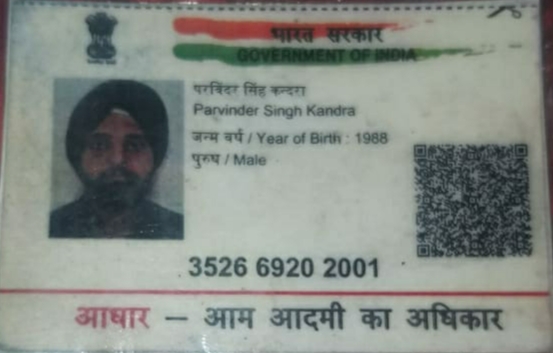 भारत सरकार
GOVERNMENT OF INDIA
परबिंदर सिंह कन्दरा
Parvinder Singh Kandra
जन्म वर्ष / Year of Birth : 1988
पुरुष / Male
3526 6920 2001
आधार – आम आदमी का अधिकार